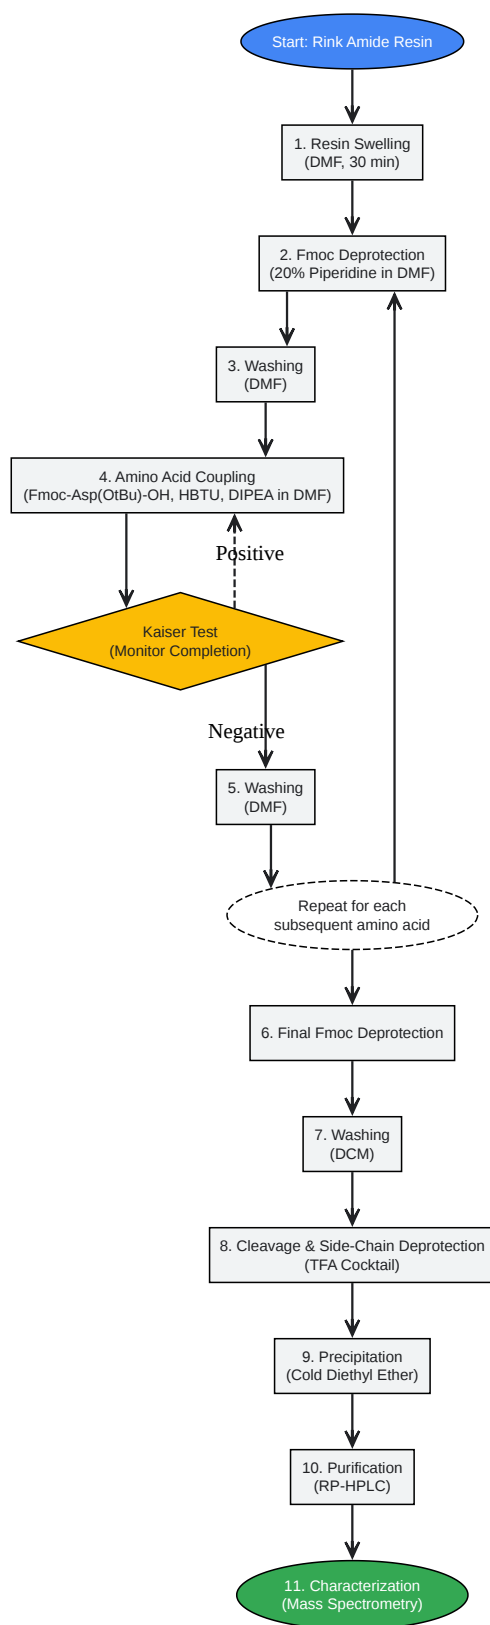 Start: Rink Amide Resin
1. Resin Swelling
(DMF, 30 min)
2. Fmoc Deprotection
(20% Piperidine in DMF)
3. Washing
(DMF)
4. Amino Acid Coupling
(Fmoc-Asp(OtBu)-OH, HBTU, DIPEA in DMF)
Positive
Kaiser Test
(Monitor Completion)
Negative
5. Washing
(DMF)
Repeat for each
subsequent amino acid
6. Final Fmoc Deprotection
7. Washing
(DCM)
8. Cleavage & Side-Chain Deprotection
(TFA Cocktail)
9. Precipitation
(Cold Diethyl Ether)
10. Purification
(RP-HPLC)
11. Characterization
(Mass Spectrometry)